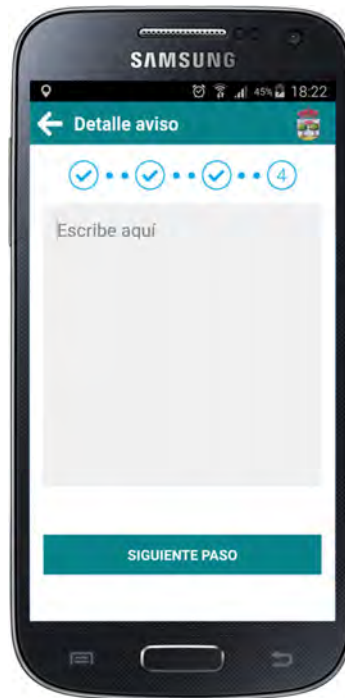 SAMSUNG
45% 18:22
Detalle aviso
4
Escribe aquí
SIGUIENTE PASO